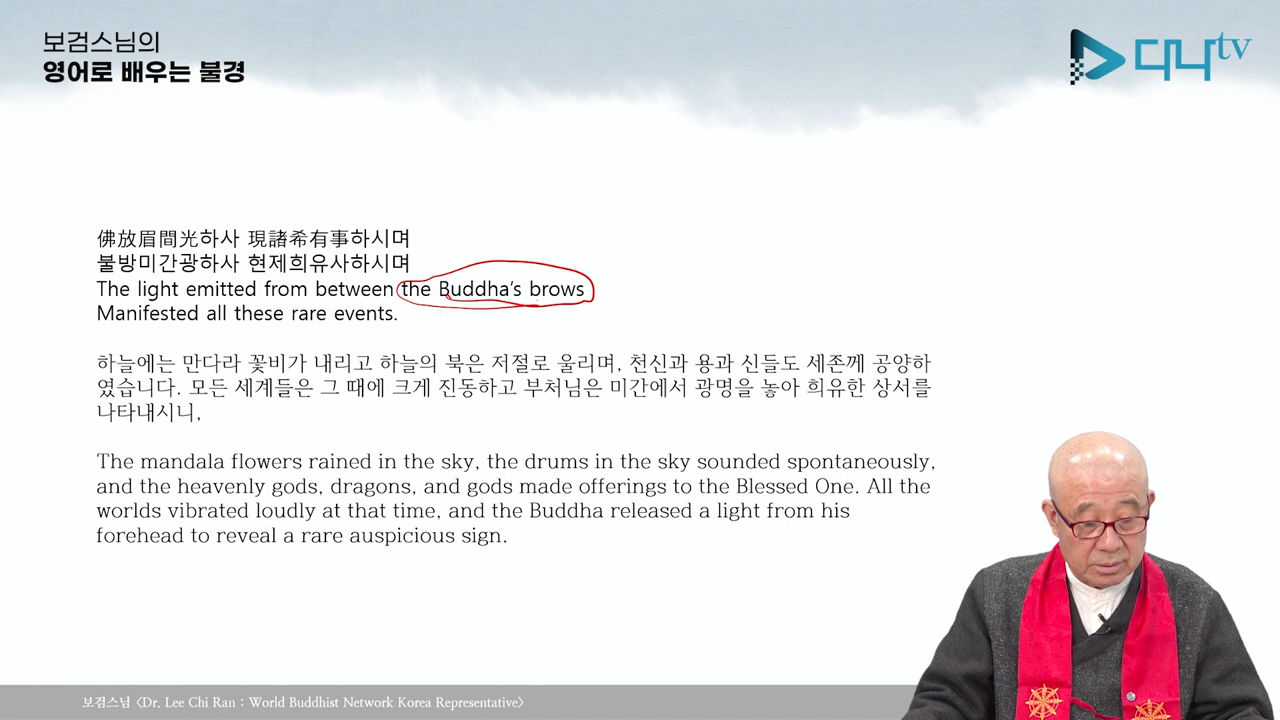 보검스님의
영어로 배우는 불경
디나tv
佛放眉間光하사 現諸希有事하시며
불방미간광하사 현제희유사하시며
The light emitted from between the Buddha's brows
Manifested all these rare events.
하늘에는 만다라 꽃비가 내리고 하늘의 북은 저절로 울리며, 천신과 용과 신들도 세존께 공양하
였습니다. 모든 세계들은 그 때에 크게 진동하고 부처님은 미간에서 광명을 놓아 희유한 상서를
나타내시니,
The mandala flowers rained in the sky, the drums in the sky sounded spontaneously,
and the heavenly gods, dragons, and gods made offerings to the Blessed One. All the
worlds vibrated loudly at that time, and the Buddha released a light from his
forehead to reveal a rare auspicious sign.
보검스님 <Dr. Lee Chi Ran : World Buddhist Network Korea Representative>